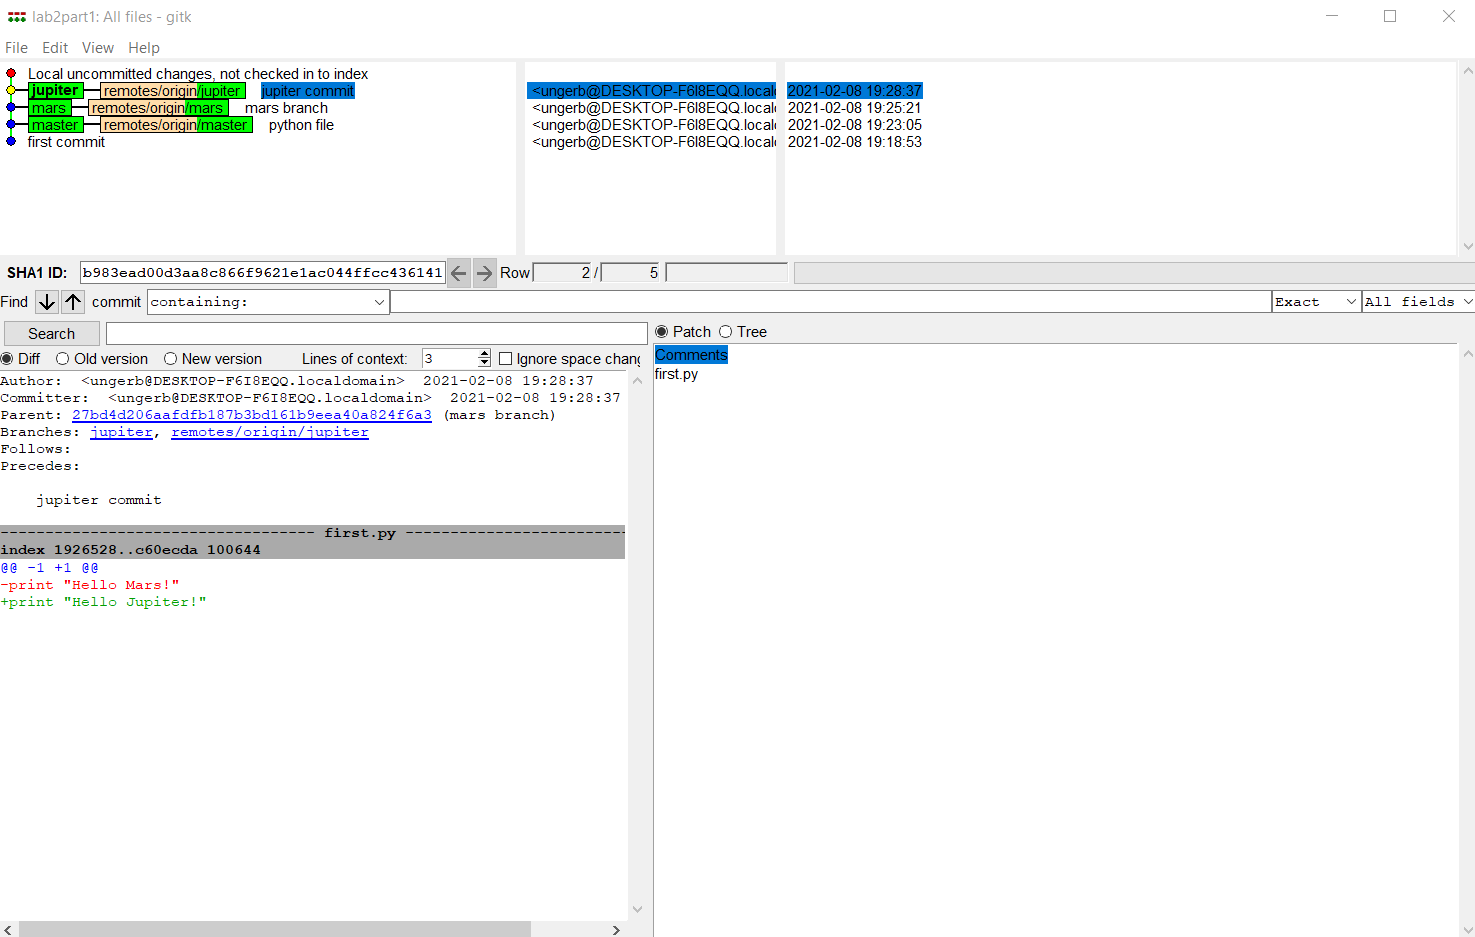 lab2part1: All files - gitk
File Edit View Help
Local uncommitted changes, not checked in to index
jupiter remotes/origin/jupiter jupiter commit <ungerb@DESKTOP-F6I8EQQ.locald 2021-02-08 19:28:37
mars remotes/origin/mars mars branch <ungerb@DESKTOP-F6I8EQQ.locald 2021-02-08 19:25:21
master remotes/origin/master python file <ungerb@DESKTOP-F6I8EQQ.locald 2021-02-08 19:23:05
first commit <ungerb@DESKTOP-F6I8EQQ.locald 2021-02-08 19:18:53
SHA1 ID: b983ead00d3aa8c866f9621e1ac044ffcc436141 Row 2 / 5
Find commit containing: Exact All fields
Search Patch Tree
Diff Old version New version Lines of context: 3 Ignore space chang
Comments
first.py
Author: <ungerb@DESKTOP-F6I8EQQ.localdomain> 2021-02-08 19:28:37
Committer: <ungerb@DESKTOP-F6I8EQQ.localdomain> 2021-02-08 19:28:37
Parent: 27bd4d206aafdfb187b3bd161b9eea40a824f6a3 (mars branch)
Branches: jupiter, remotes/origin/jupiter
Follows:
Precedes:
jupiter commit
----------------------------------- first.py -------------------------
index 1926528..c60ecda 100644
@@ -1 +1 @@
-print "Hello Mars!"
+print "Hello Jupiter!"